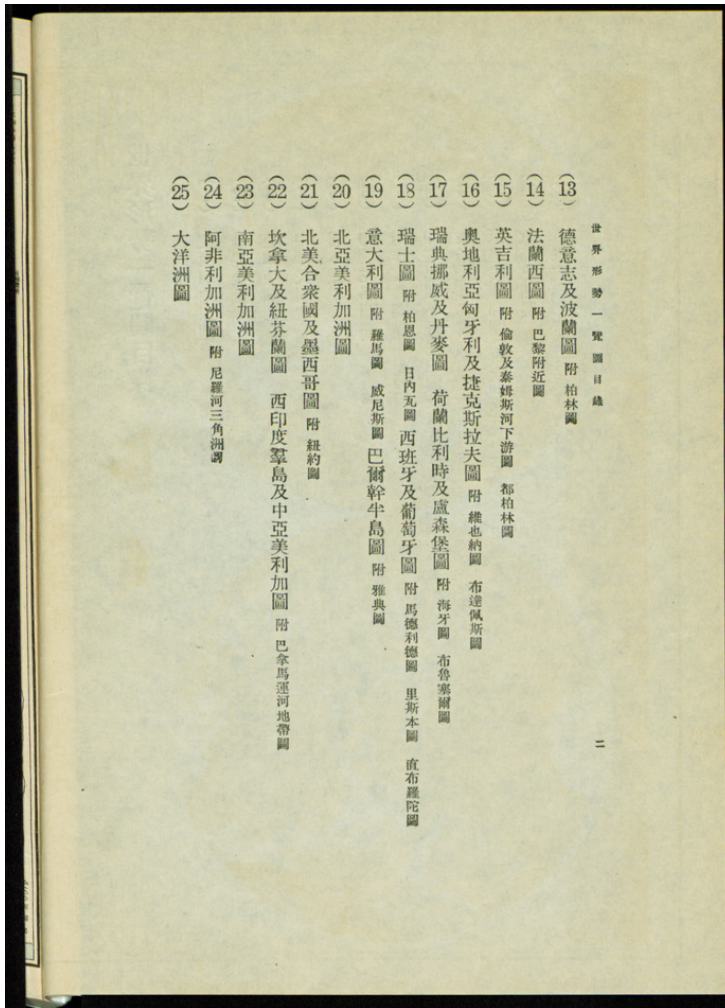 世界形勢一覽圖目錄 二
(13) 德意志及波蘭圖 附 柏林圖
(14) 法蘭西圖 附 巴黎附近圖
(15) 英吉利圖 附 倫敦及泰姆斯河下游圖 都柏林圖
(16) 奧地利亞匈牙利及捷克斯拉夫圖 附 維也納圖 布達佩斯圖
(17) 瑞典挪威及丹麥圖 荷蘭比利時及盧森堡圖 附 海牙圖 布魯塞爾圖
(18) 瑞士圖 附 柏恩圖 日內瓦圖 西班牙及葡萄牙圖 附 馬德利德圖 里斯本圖 直布羅陀圖
(19) 意大利圖 附 羅馬圖 威尼斯圖 巴爾幹半島圖 附 雅典圖
(20) 北亞美利加洲圖
(21) 北美合衆國及墨西哥圖 附 紐約圖
(22) 坎拿大及紐芬蘭圖 西印度羣島及中亞美利加圖 附 巴拿馬運河地帶圖
(23) 南亞美利加洲圖
(24) 阿非利加洲圖 附 尼羅河三角洲圖
(25) 大洋洲圖